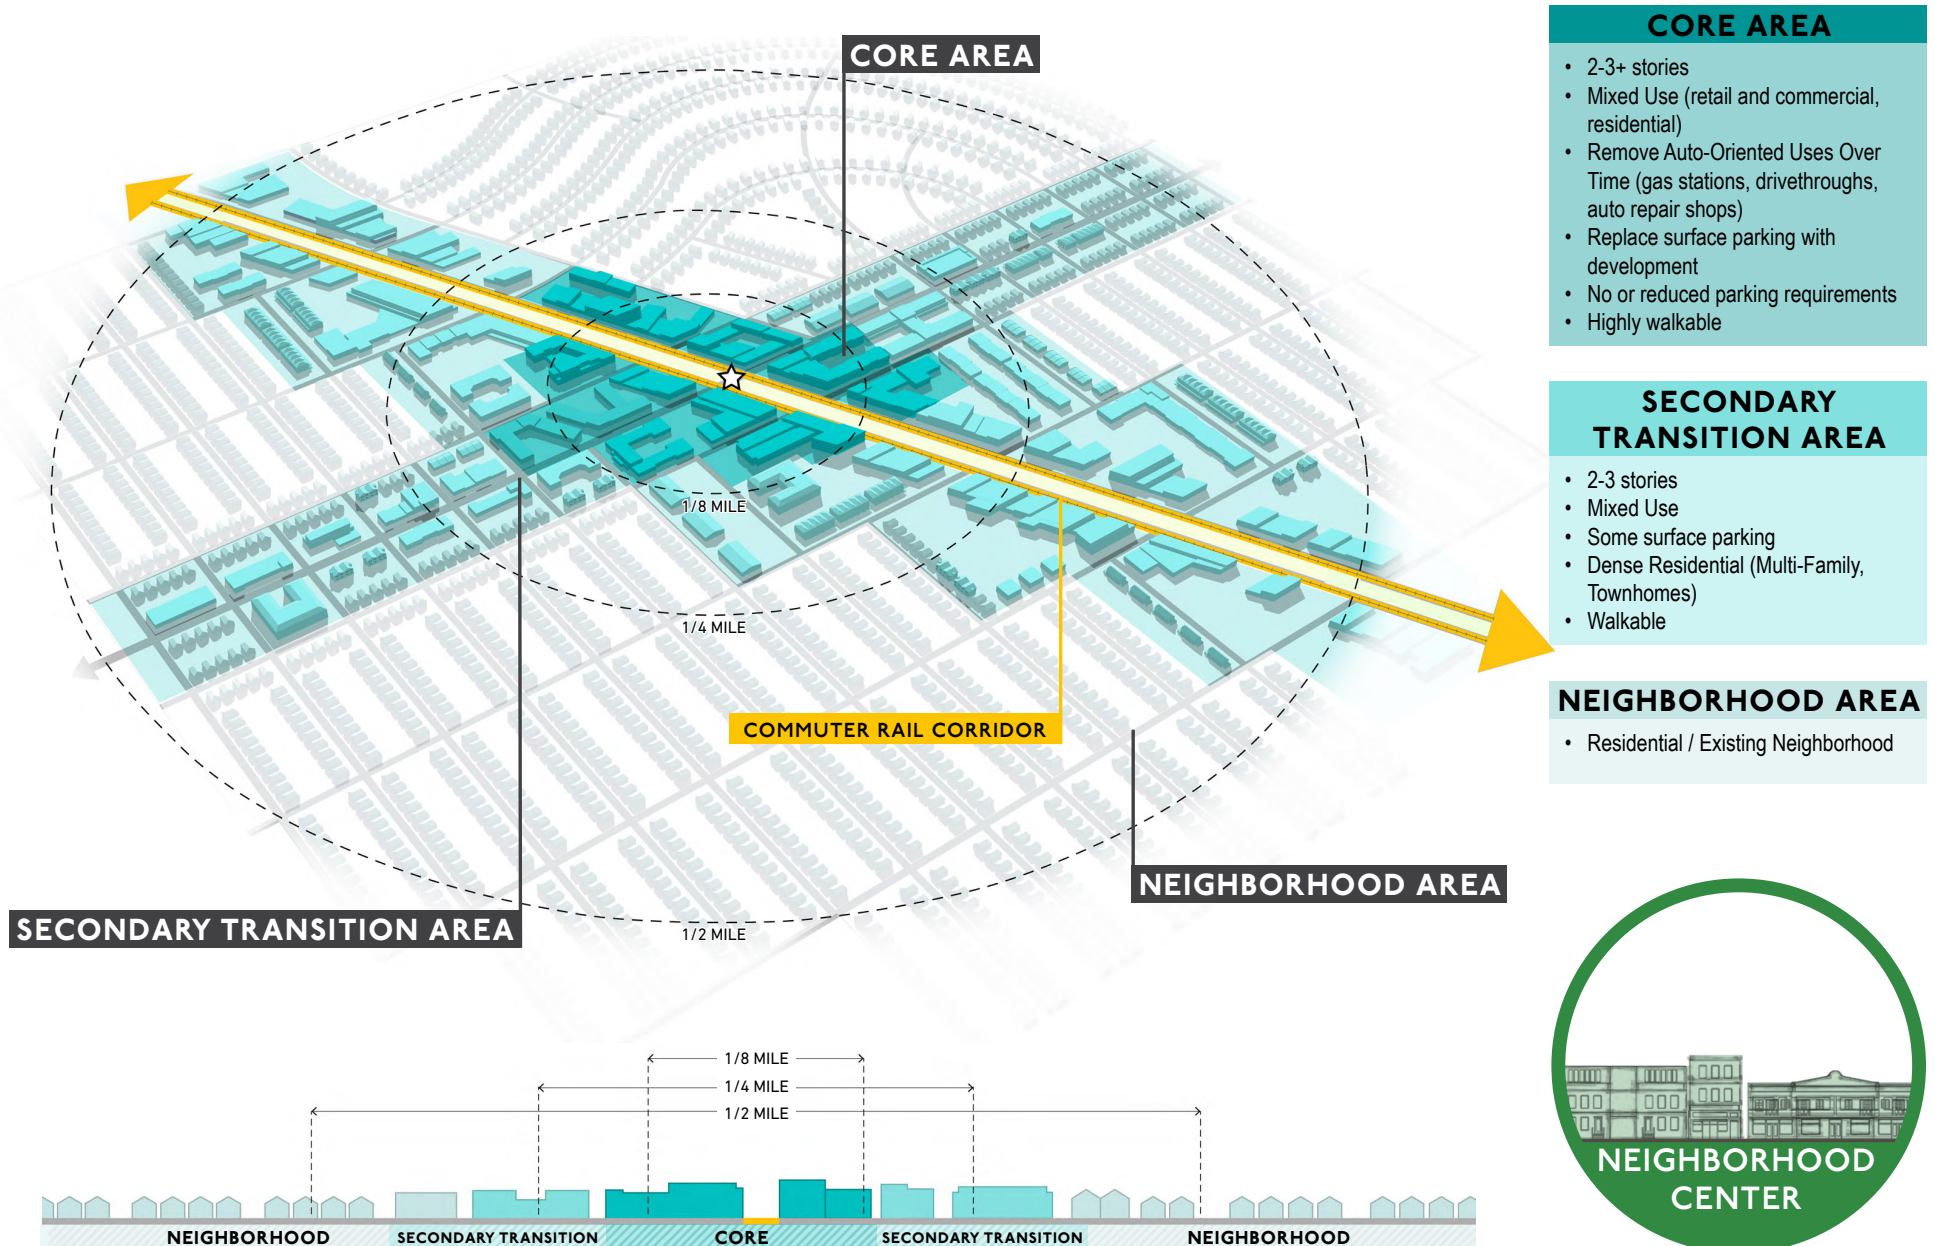 CORE AREA
1/8 MILE
1/4 MILE
COMMUTER RAIL CORRIDOR
NEIGHBORHOOD AREA
SECONDARY TRANSITION AREA
1/2 MILE
CORE AREA
• 2-3+ stories
• Mixed Use (retail and commercial,
residential)
• Remove Auto-Oriented Uses Over
Time (gas stations, drivethroughs,
auto repair shops)
• Replace surface parking with
development
• No or reduced parking requirements
• Highly walkable
SECONDARY
TRANSITION AREA
• 2-3 stories
• Mixed Use
• Some surface parking
• Dense Residential (Multi-Family,
Townhomes)
• Walkable
NEIGHBORHOOD AREA
• Residential / Existing Neighborhood
1/8 MILE
1/4 MILE
1/2 MILE
NEIGHBORHOOD
SECONDARY TRANSITION
CORE
SECONDARY TRANSITION
NEIGHBORHOOD
NEIGHBORHOOD
CENTER